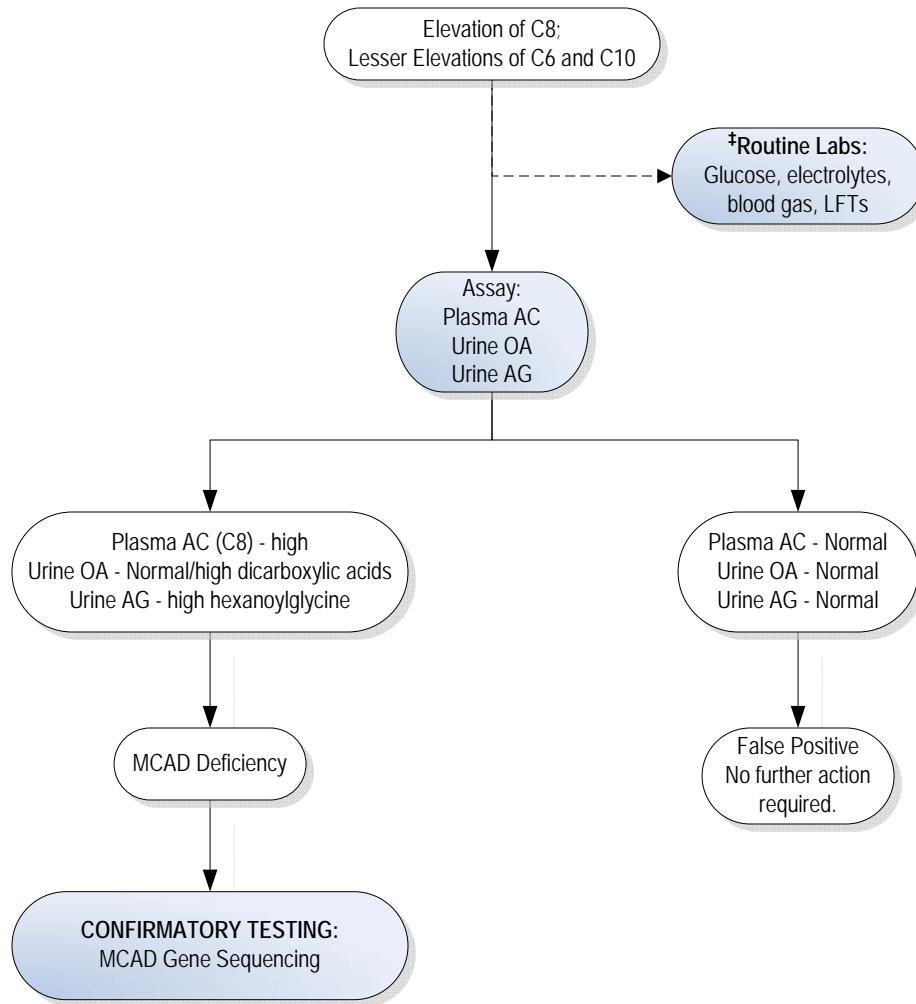 Elevation of C8;
Lesser Elevations of C6 and C10
‡Routine Labs:
Glucose, electrolytes,
blood gas, LFTs
Assay:
Plasma AC
Urine OA
Urine AG
Plasma AC (C8) - high
Urine OA - Normal/high dicarboxylic acids
Urine AG - high hexanoylglycine
Plasma AC - Normal
Urine OA - Normal
Urine AG - Normal
MCAD Deficiency
False Positive
No further action
required.
CONFIRMATORY TESTING:
MCAD Gene Sequencing